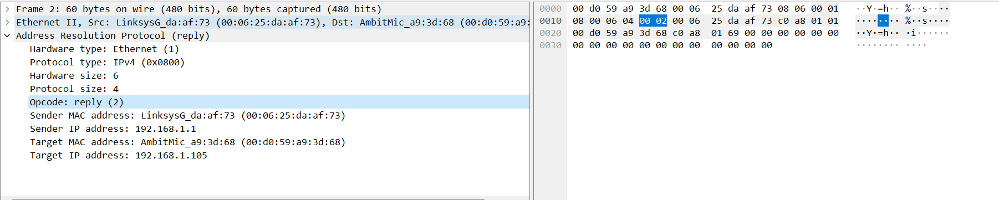 Frame 2: 60 bytes on wire (480 bits), 60 bytes captured (480 bits)
Ethernet II, Src: LinksysG_da:af:73 (00:06:25:da:af:73), Dst: AmbitMic_a9:3d:68 (00:d0:59:a9:
Address Resolution Protocol (reply)
Hardware type: Ethernet (1)
Protocol type: IPv4 (0x0800)
Hardware size: 6
Protocol size: 4
Opcode: reply (2)
Sender MAC address: LinksysG_da:af:73 (00:06:25:da:af:73)
Sender IP address: 192.168.1.1
Target MAC address: AmbitMic_a9:3d:68 (00:d0:59:a9:3d:68)
Target IP address: 192.168.1.105
0000 00 d0 59 a9 3d 68 00 06 25 da af 73 08 06 00 01 ··Y·=h·· %··s····
0010 08 00 06 04 00 02 00 06 25 da af 73 c0 a8 01 01 ········ %··s····
0020 00 d0 59 a9 3d 68 c0 a8 01 69 00 00 00 00 00 00 ··Y·=h·· ·i······
0030 00 00 00 00 00 00 00 00 00 00 00 00 ········ ····